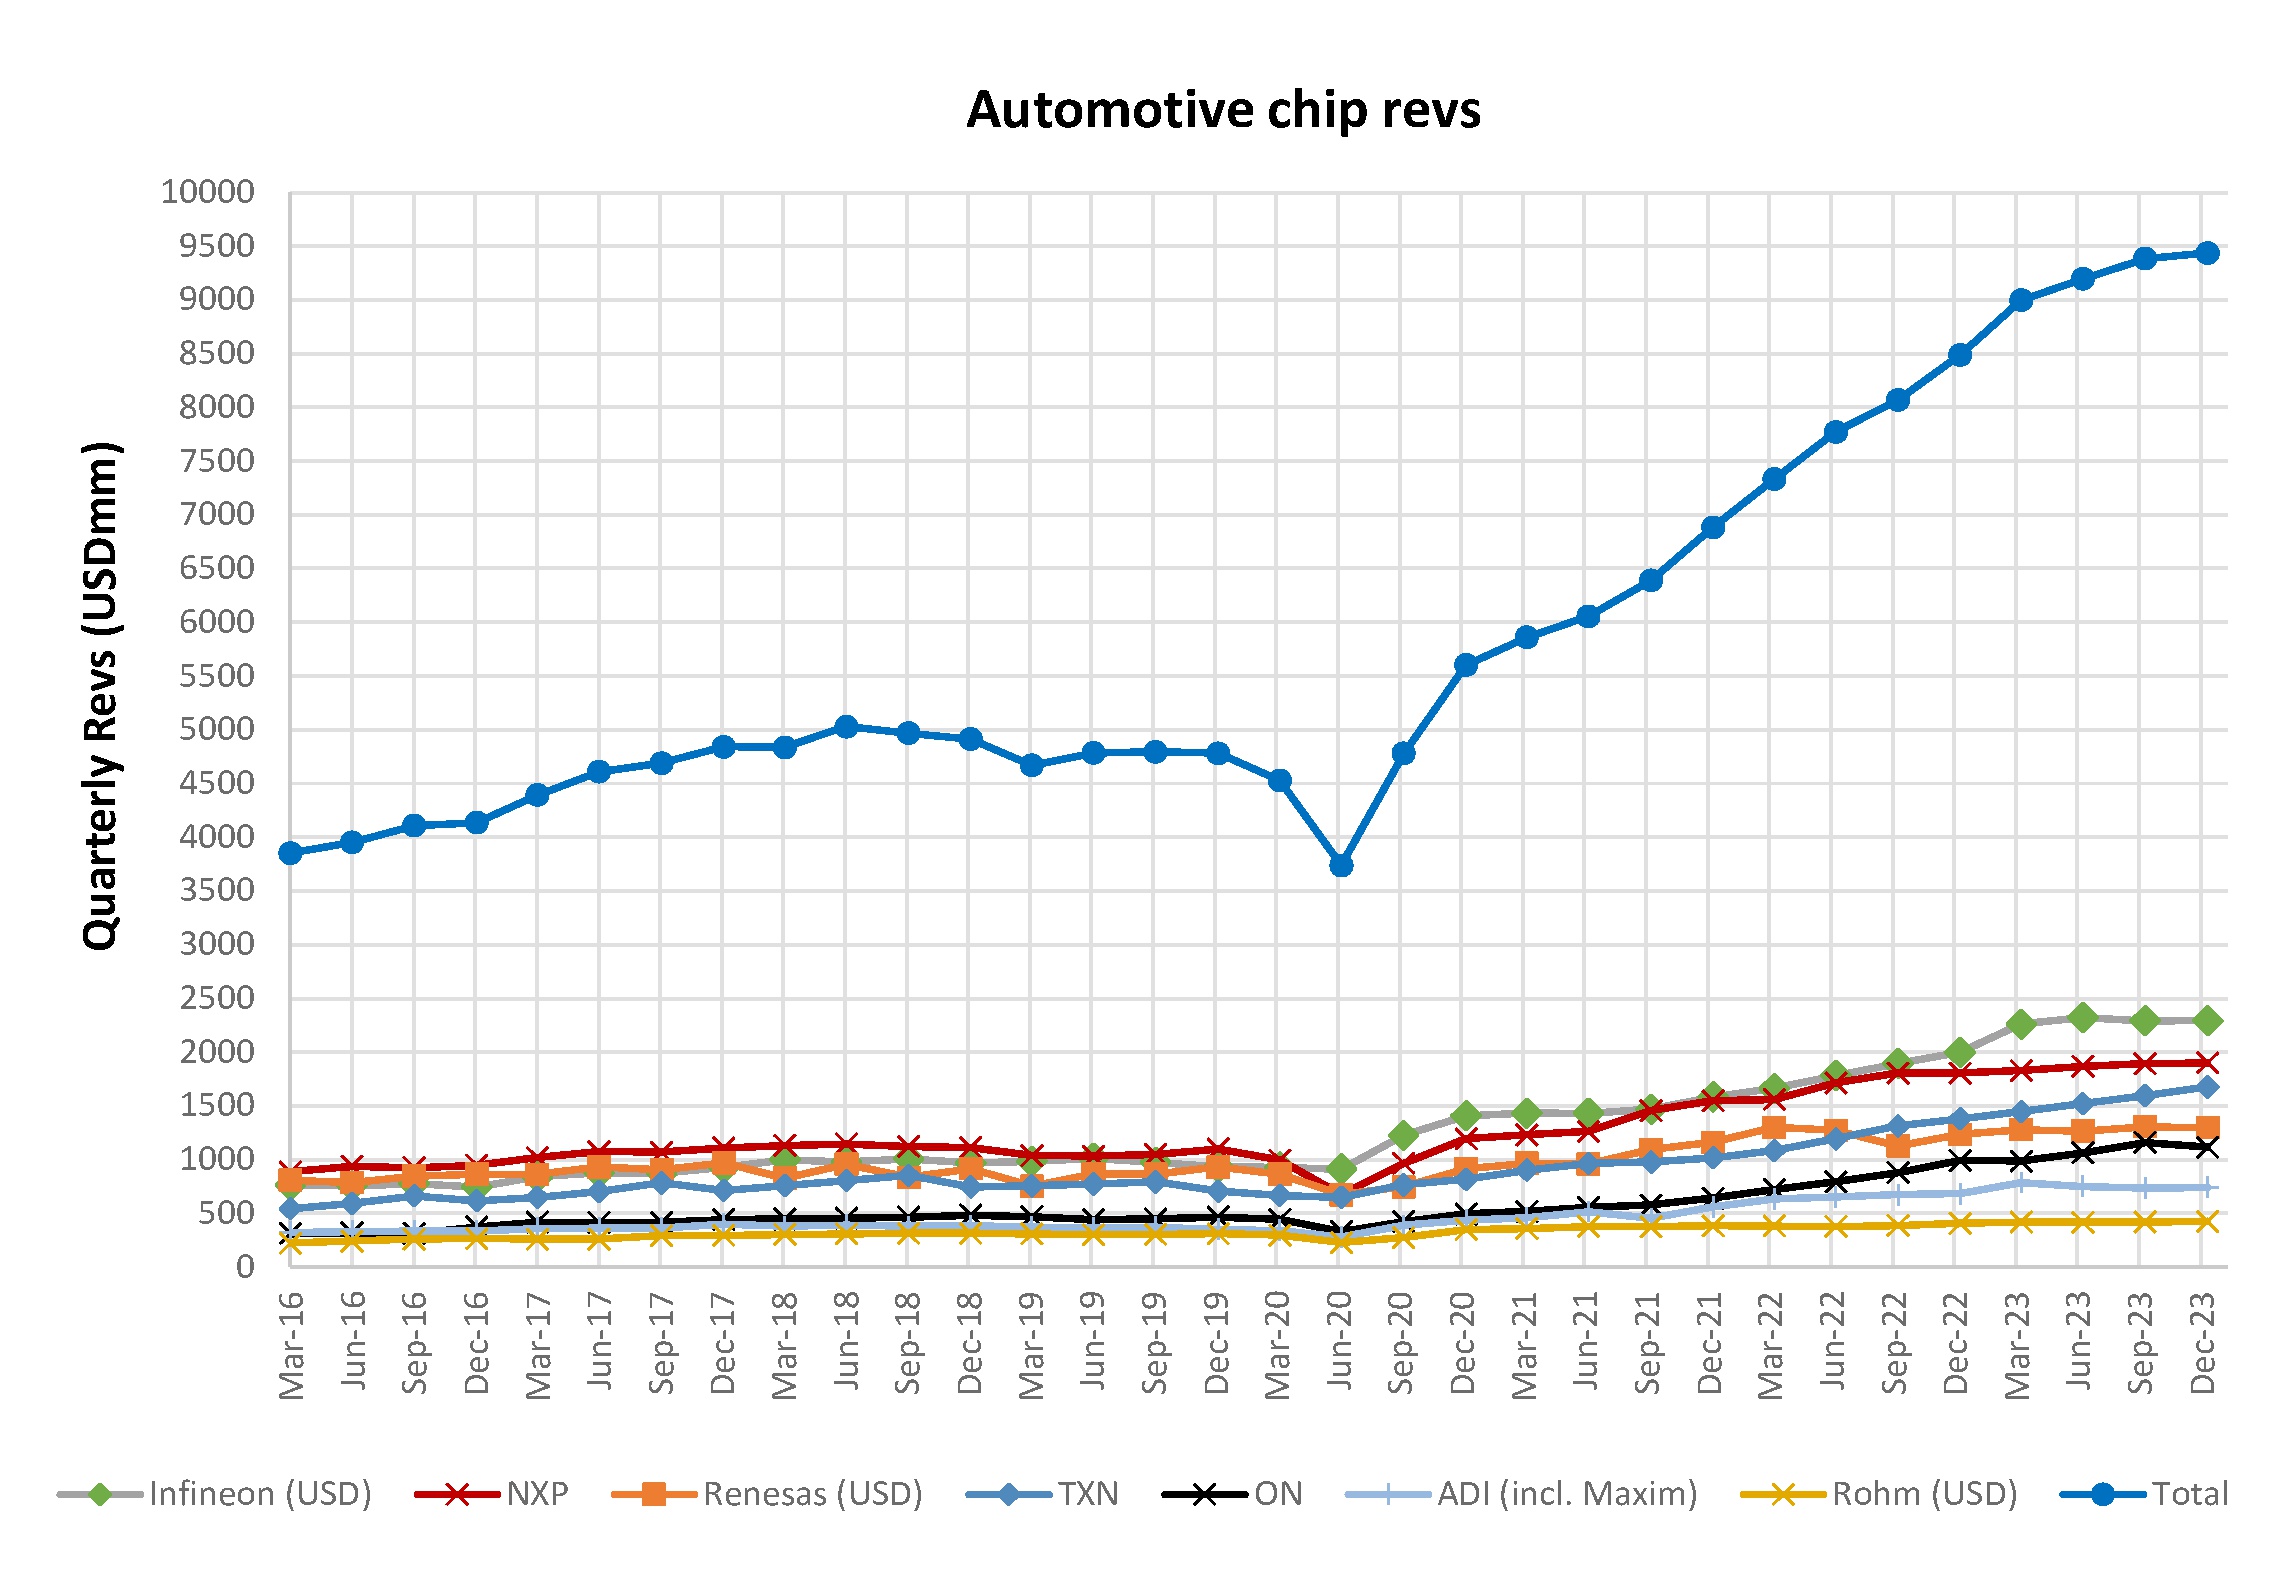 Automotive chip revs
Quarterly Revs (USDmm)
10000
9500
9000
8500
8000
7500
7000
6500
6000
5500
5000
4500
4000
3500
3000
2500
2000
1500
1000
500
0
Mar-16
Jun-16
Sep-16
Dec-16
Mar-17
Jun-17
Sep-17
Dec-17
Mar-18
Jun-18
Sep-18
Dec-18
Mar-19
Jun-19
Sep-19
Dec-19
Mar-20
Jun-20
Sep-20
Dec-20
Mar-21
Jun-21
Sep-21
Dec-21
Mar-22
Jun-22
Sep-22
Dec-22
Mar-23
Jun-23
Sep-23
Dec-23
Infineon (USD) NXP Renesas (USD) TXN ON ADI (incl. Maxim) Rohm (USD) Total